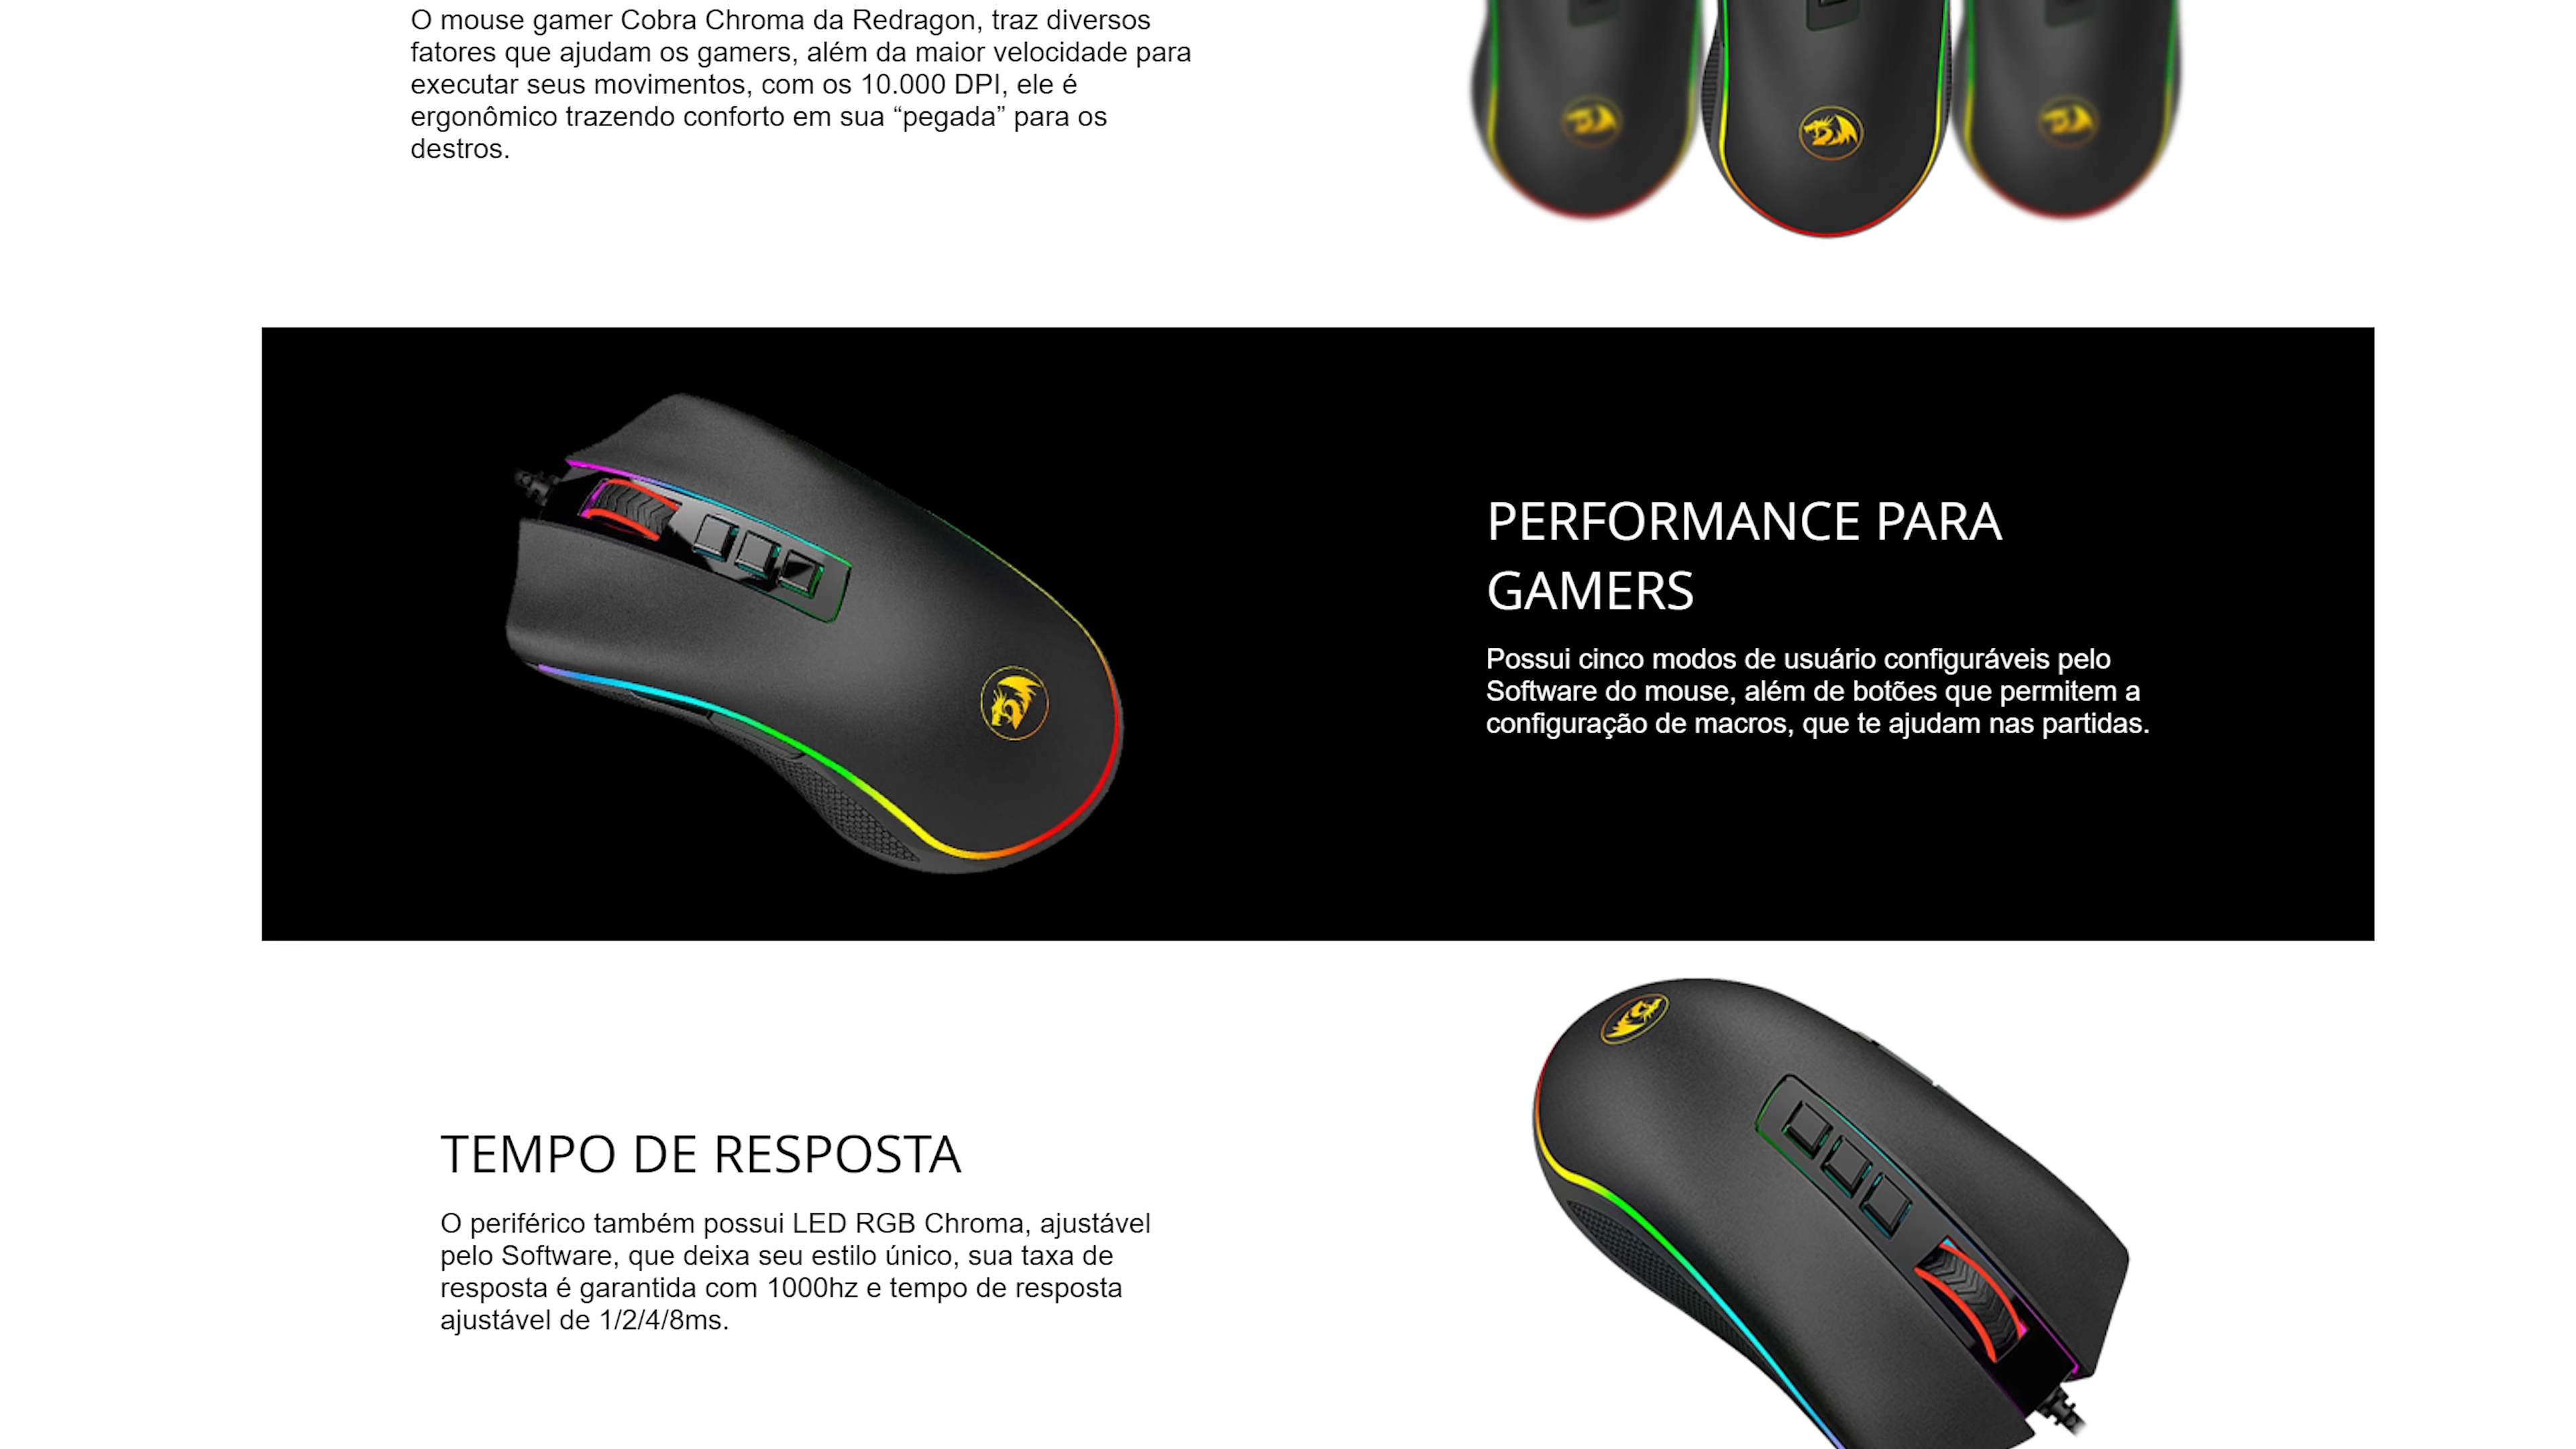 O mouse gamer Cobra Chroma da Redragon, traz diversos
fatores que ajudam os gamers, além da maior velocidade para
executar seus movimentos, com os 10.000 DPI, ele é
ergonômico trazendo conforto em sua “pegada” para os
destros.
PERFORMANCE PARA
GAMERS
Possui cinco modos de usuário configuráveis pelo
Software do mouse, além de botões que permitem a
configuração de macros, que te ajudam nas partidas.
TEMPO DE RESPOSTA
O periférico também possui LED RGB Chroma, ajustável
pelo Software, que deixa seu estilo único, sua taxa de
resposta é garantida com 1000hz e tempo de resposta
ajustável de 1/2/4/8ms.